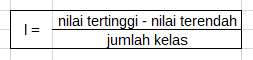 I = nilai tertinggi - nilai terendah
jumlah kelas